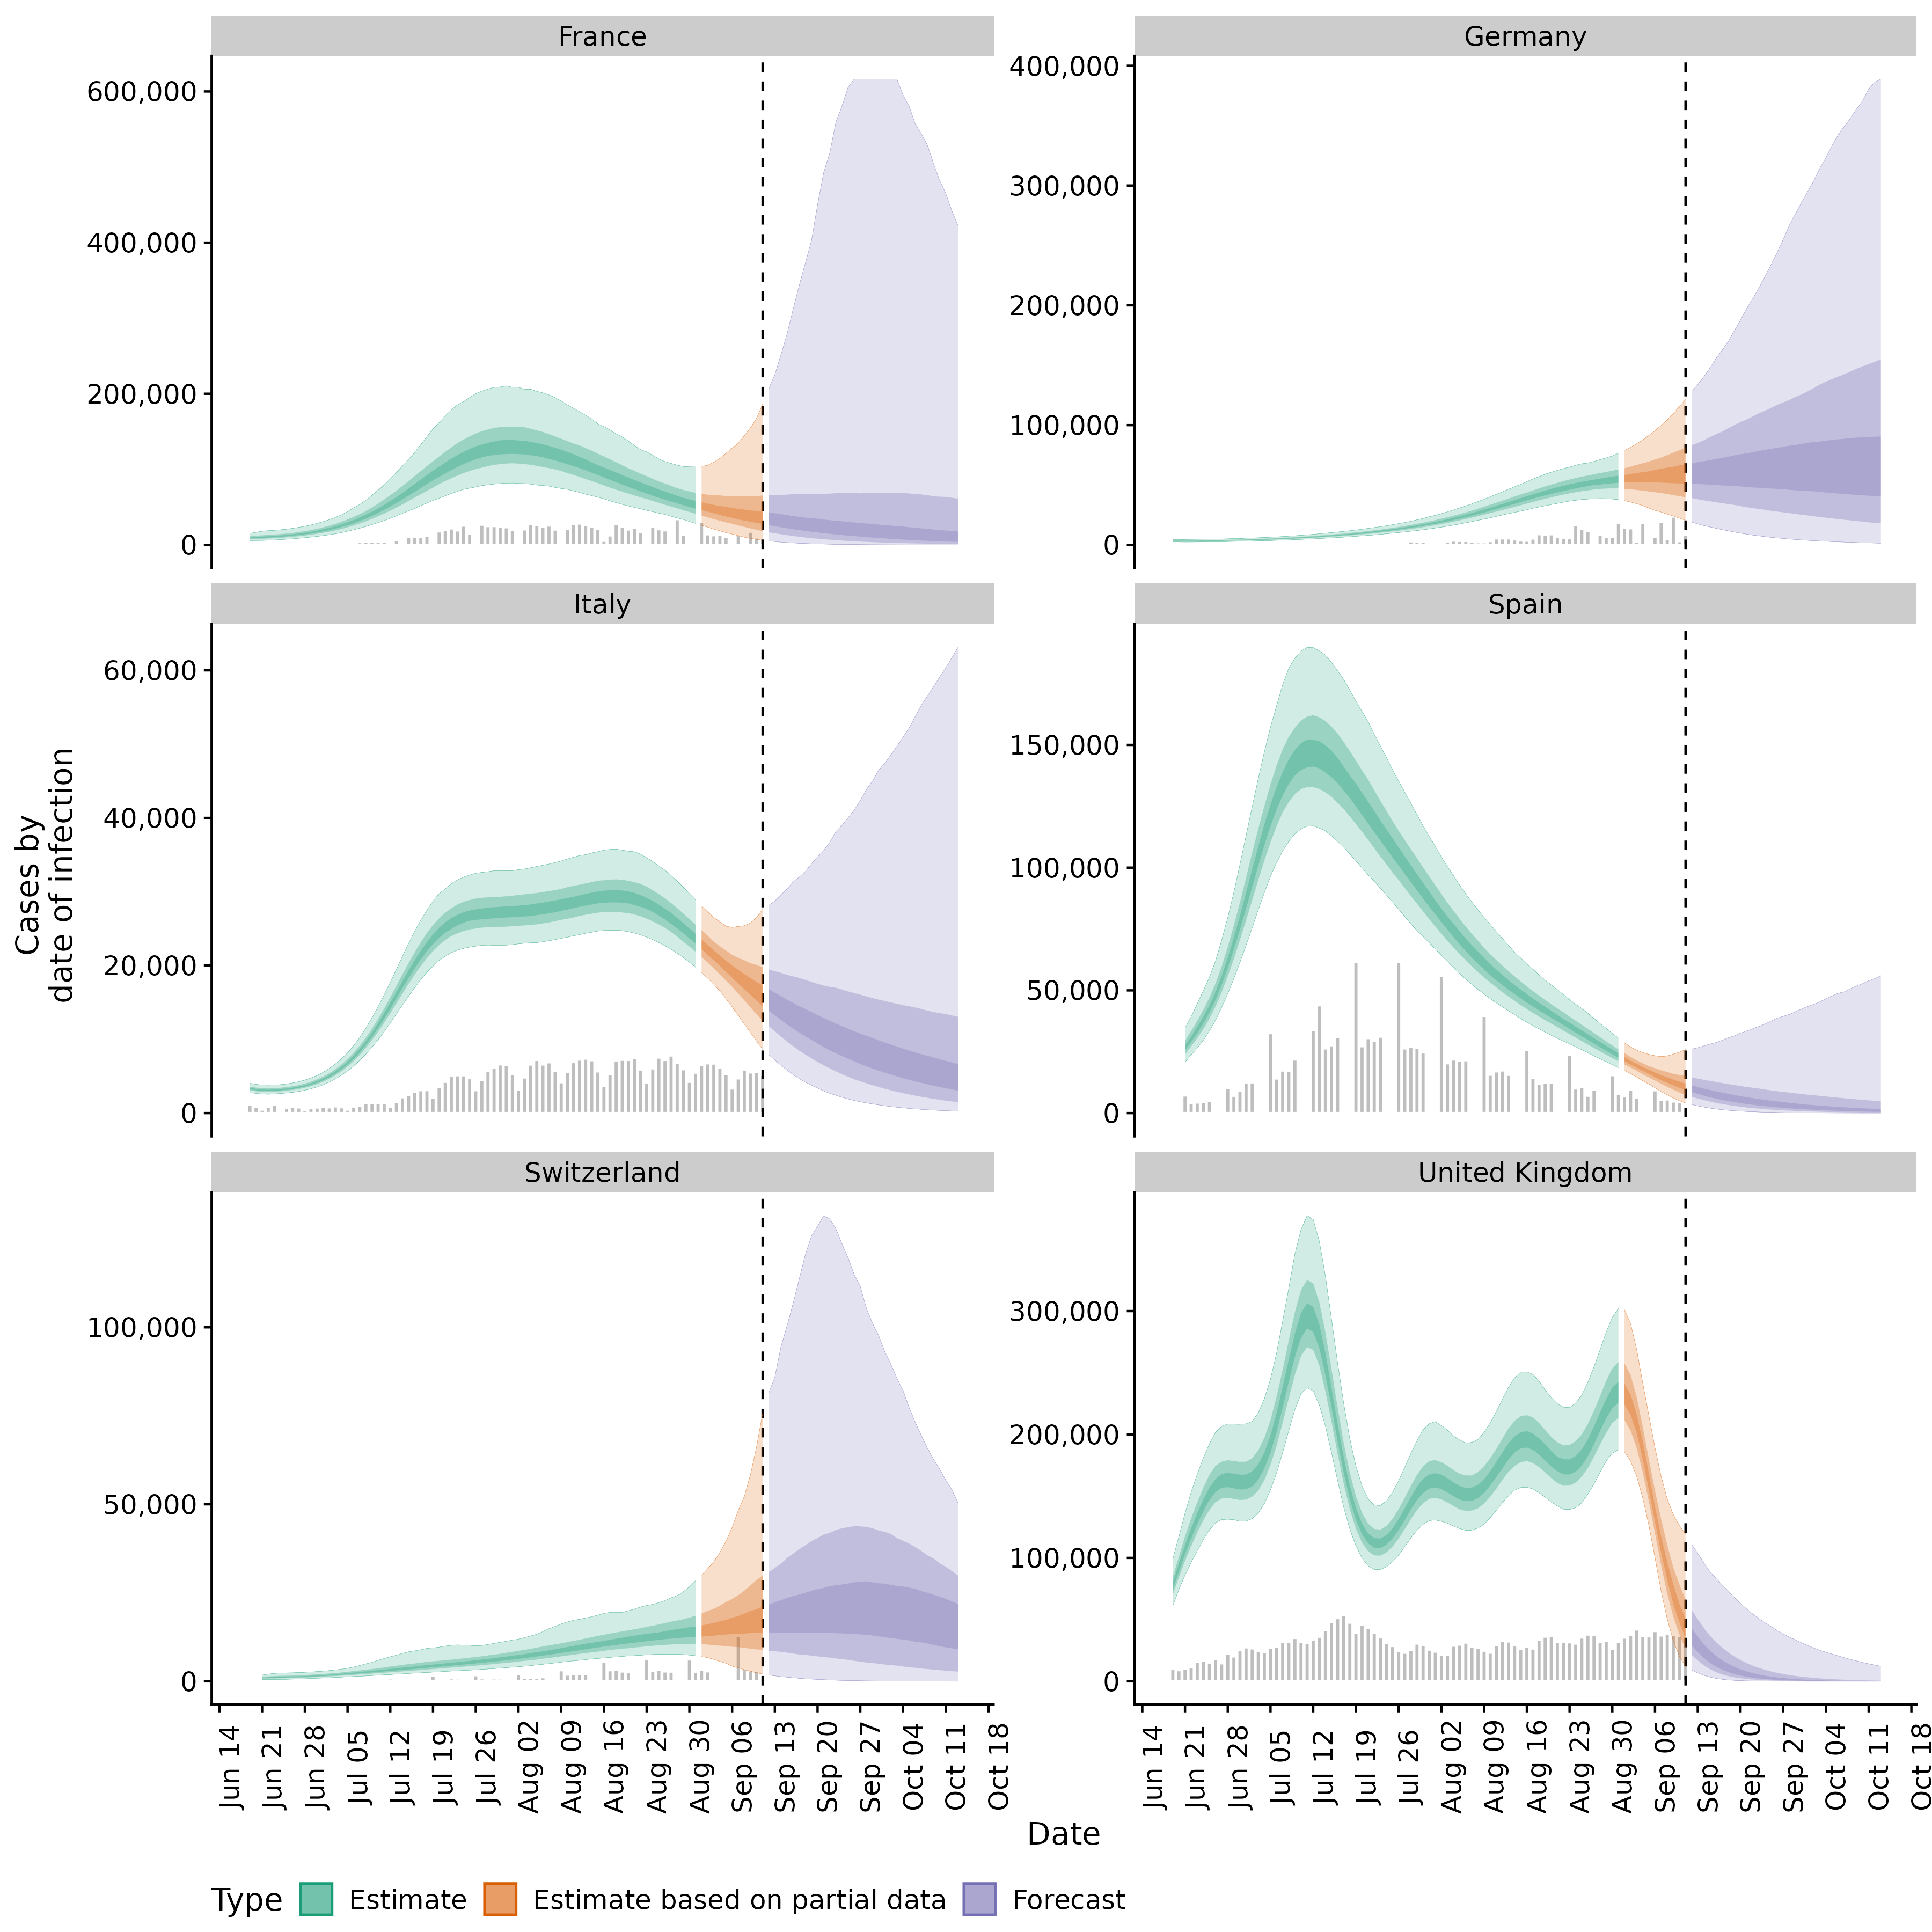 France
Germany
600,000
400,000
200,000
0
400,000
300,000
200,000
100,000
0
Italy
Spain
60,000
40,000
20,000
0
150,000
100,000
50,000
0
Switzerland
United Kingdom
100,000
50,000
0
300,000
200,000
100,000
0
Cases by
date of infection
Jun 14
Jun 21
Jun 28
Jul 05
Jul 12
Jul 19
Jul 26
Aug 02
Aug 09
Aug 16
Aug 23
Aug 30
Sep 06
Sep 13
Sep 20
Sep 27
Oct 04
Oct 11
Oct 18
Jun 14
Jun 21
Jun 28
Jul 05
Jul 12
Jul 19
Jul 26
Aug 02
Aug 09
Aug 16
Aug 23
Aug 30
Sep 06
Sep 13
Sep 20
Sep 27
Oct 04
Oct 11
Oct 18
Date
Type Estimate Estimate based on partial data Forecast